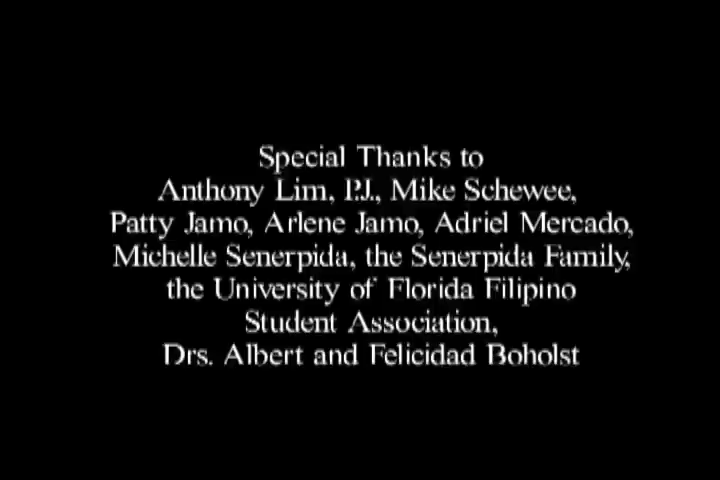 Special Thanks to
Anthony Lim, P.J., Mike Schewee,
Patty Jamo, Arlene Jamo, Adriel Mercado,
Michelle Senerpida, the Senerpida Family,
the University of Florida Filipino
Student Association,
Drs. Albert and Felicidad Boholst